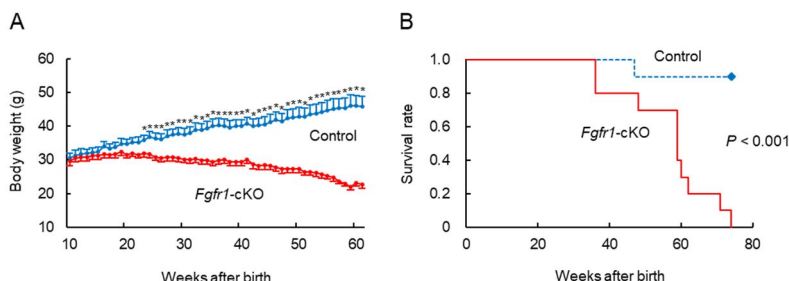 A
Body weight (g)
60
50
40
30
20
10
* * * * * * * * * * * * * * * * * * * * * * * * * * * * * * * * * * * * * * *
Control
Fgfr1-cKO
10 20 30 40 50 60
Weeks after birth
B
Survival rate
1.0
0.8
0.6
0.4
0.2
0
Control
Fgfr1-cKO
P < 0.001
0 20 40 60 80
Weeks after birth